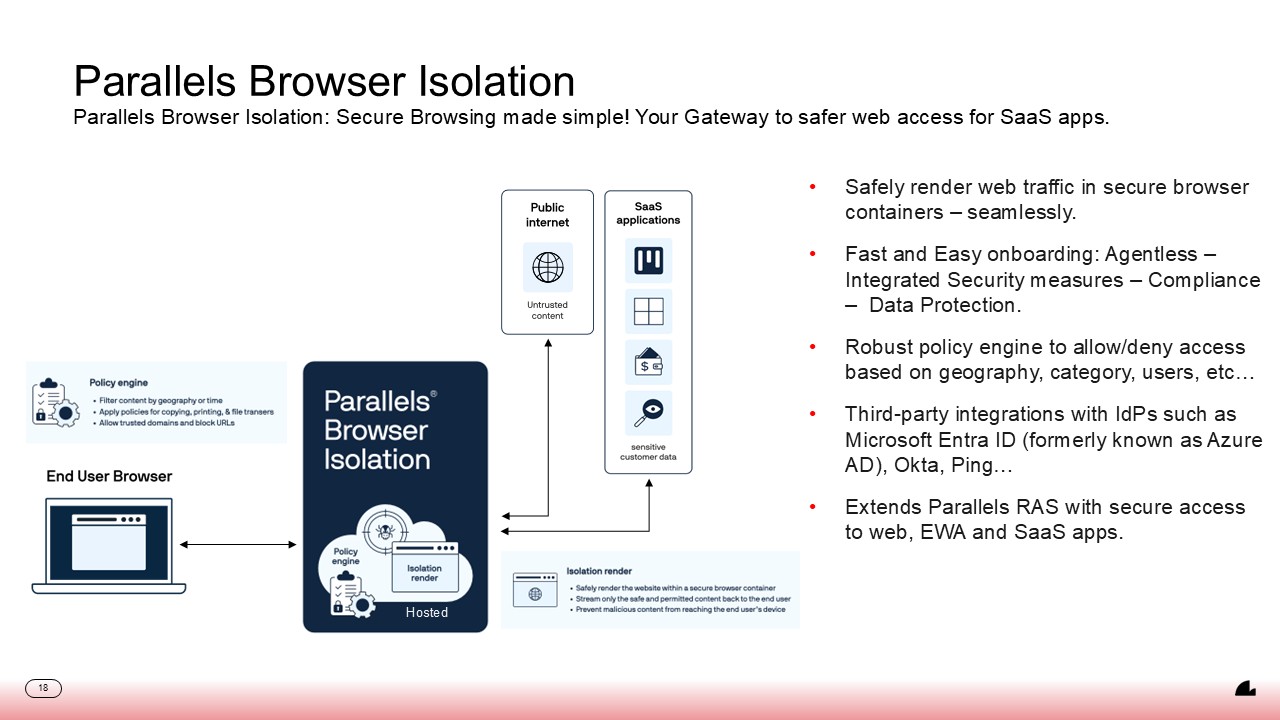 Parallels Browser Isolation
Parallels Browser Isolation: Secure Browsing made simple! Your Gateway to safer web access for SaaS apps.
Public
internet
Untrusted
content
SaaS
applications
$
sensitive
customer data
Policy engine
• Filter content by geography or time
• Apply policies for copying, printing, & file transers
• Allow trusted domains and block URLs
End User Browser
Parallels®
Browser
Isolation
Policy
engine
Isolation
render
Hosted
Isolation render
• Safely render the website within a secure browser container
• Stream only the safe and permitted content back to the end user
• Prevent malicious content from reaching the end user's device
• Safely render web traffic in secure browser
containers – seamlessly.
• Fast and Easy onboarding: Agentless –
Integrated Security measures – Compliance
– Data Protection.
• Robust policy engine to allow/deny access
based on geography, category, users, etc…
• Third-party integrations with IdPs such as
Microsoft Entra ID (formerly known as Azure
AD), Okta, Ping…
• Extends Parallels RAS with secure access
to web, EWA and SaaS apps.
18